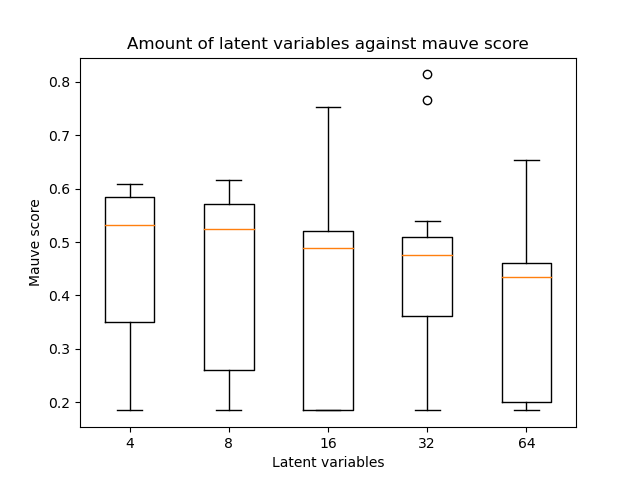 Amount of latent variables against mauve score
Mauve score
0.8
0.7
0.6
0.5
0.4
0.3
0.2
4 8 16 32 64
Latent variables